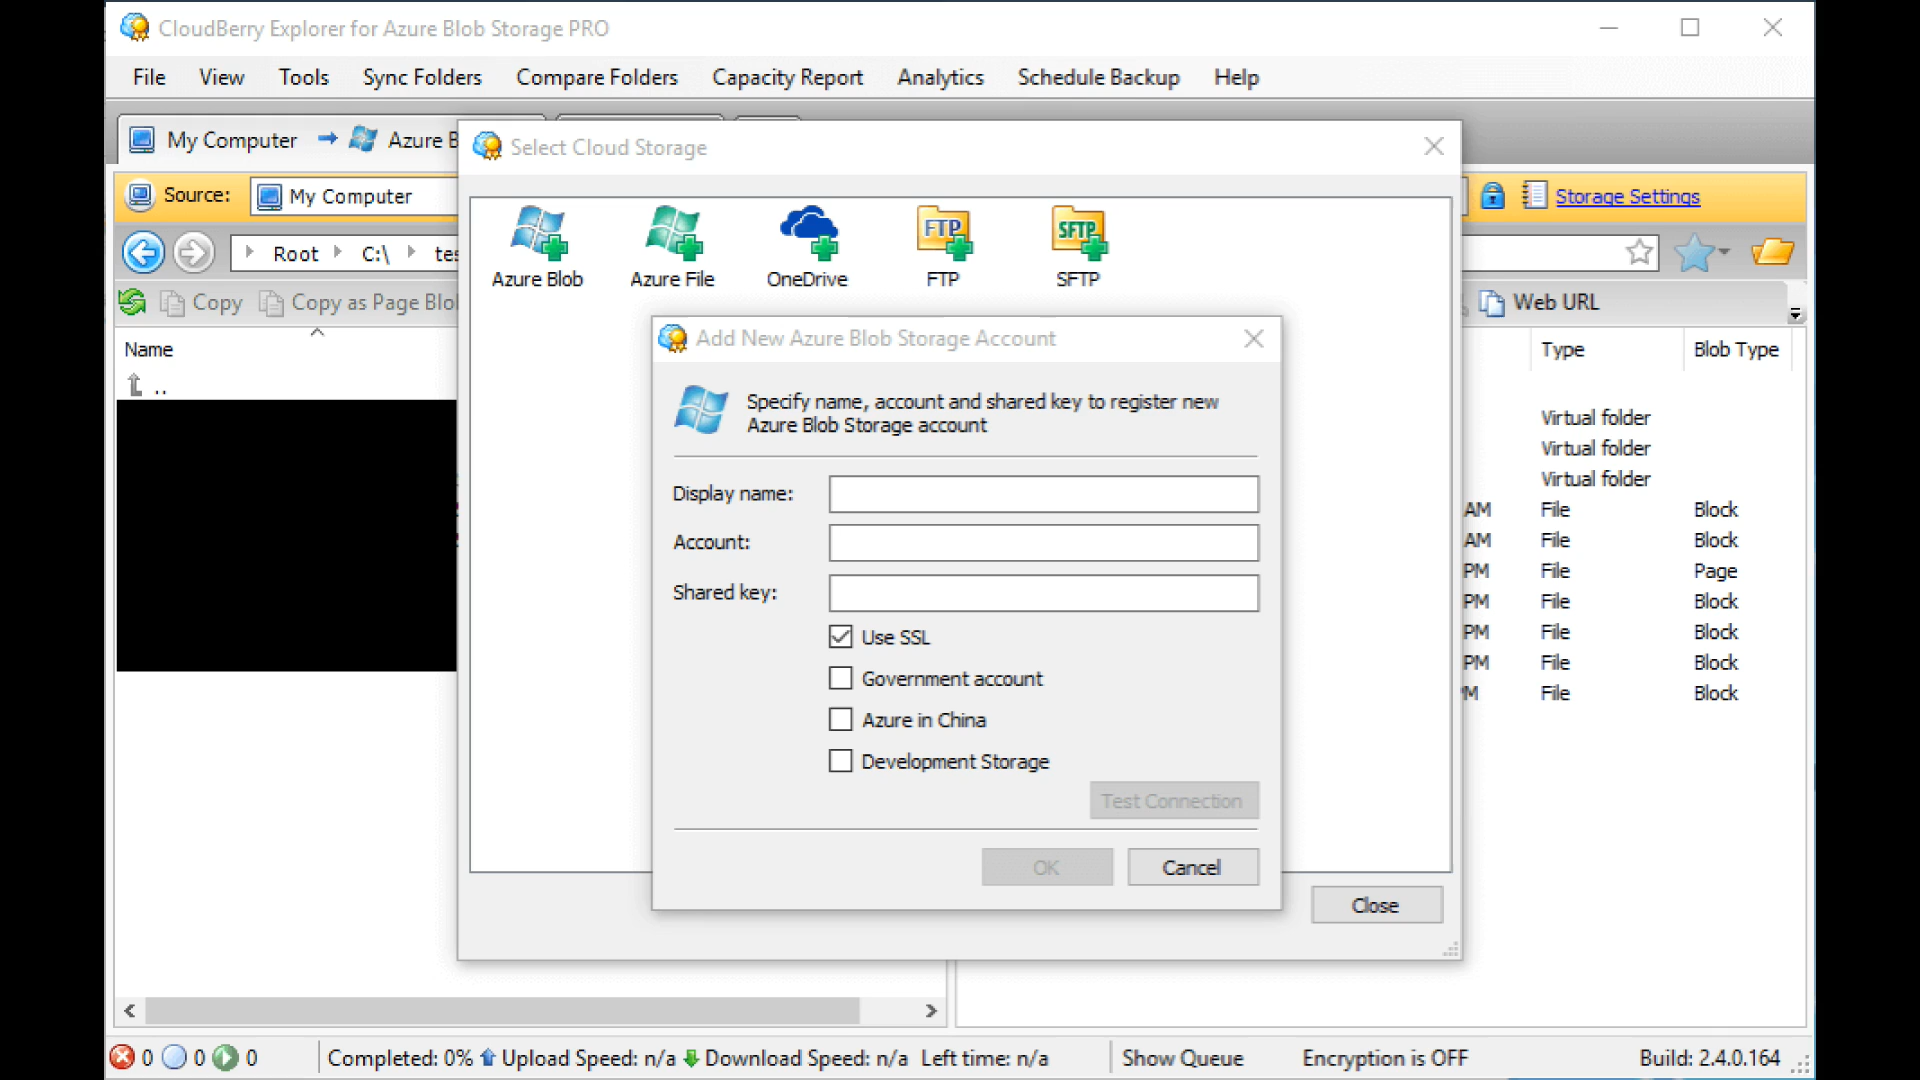 CloudBerry Explorer for Azure Blob Storage PRO
File View Tools Sync Folders Compare Folders Capacity Report Analytics Schedule Backup Help
My Computer Azure B
Select Cloud Storage
Source: My Computer
Storage Settings
Root C:\ tes
Azure Blob Azure File OneDrive FTP SFTP
Copy Copy as Page Blo
Web URL
Name
Type Blob Type
..
Add New Azure Blob Storage Account
Specify name, account and shared key to register new
Azure Blob Storage account
Display name:
Account:
Shared key:
Use SSL
Government account
Azure in China
Development Storage
Test Connection
OK Cancel
Close
Virtual folder
Virtual folder
Virtual folder
AM File Block
AM File Block
PM File Page
PM File Block
PM File Block
PM File Block
PM File Block
0 0 0 Completed: 0% Upload Speed: n/a Download Speed: n/a Left time: n/a Show Queue Encryption is OFF Build: 2.4.0.164